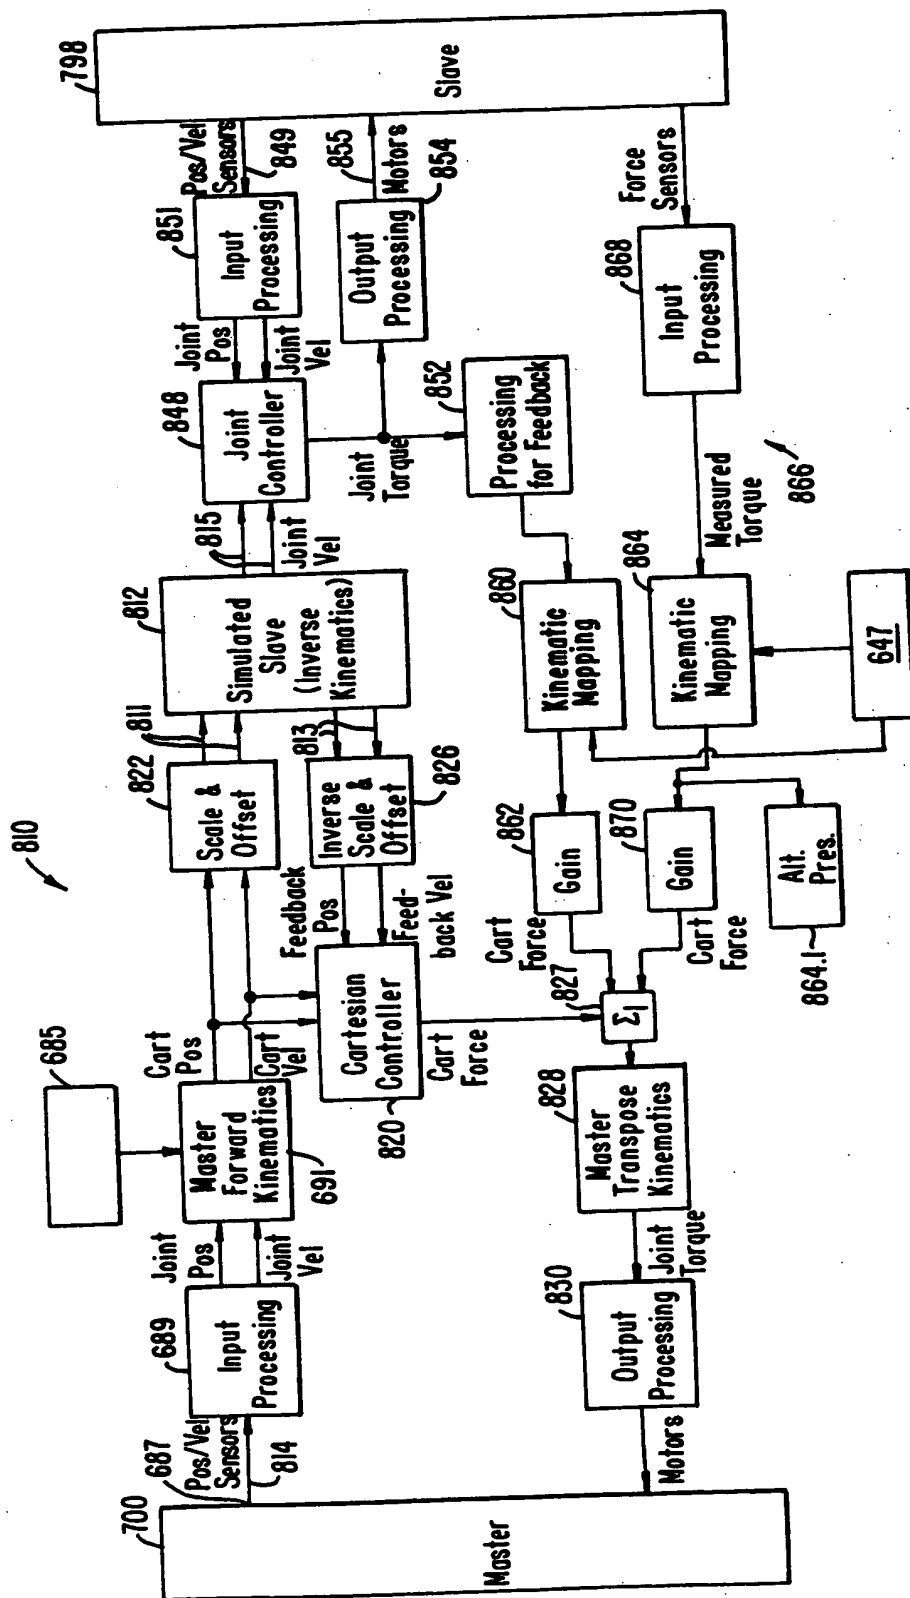 810
700
Master
687
Pos/Vel
Sensors
814
689
Input
Processing
Joint
Pos
Joint
Vel
685
Master
Forward
Kinematics
691
Cart
Pos
Cart
Vel
822
Scale &
Offset
811
812
Simulated
Slave
(Inverse
Kinematics)
815
Joint
Vel
848
Joint
Controller
Joint
Pos
Joint
Vel
851
Input
Processing
Pos/Vel
Sensors
849
798
Slave
820
Cartesian
Controller
Feedback
Pos
Feed-
back Vel
826
Inverse
Scale &
Offset
813
Joint
Torque
854
Output
Processing
855
Motors
852
Processing
for Feedback
860
Kinematic
Mapping
862
Gain
Cart
Force
Cart
Force
827
Σ1
828
Master
Transpose
Kinematics
Joint
Torque
830
Output
Processing
Motors
870
Gain
Cart
Force
864
Kinematic
Mapping
Measured
Torque
868
Input
Processing
Force
Sensors
866
864.1
Alt.
Pres.
647